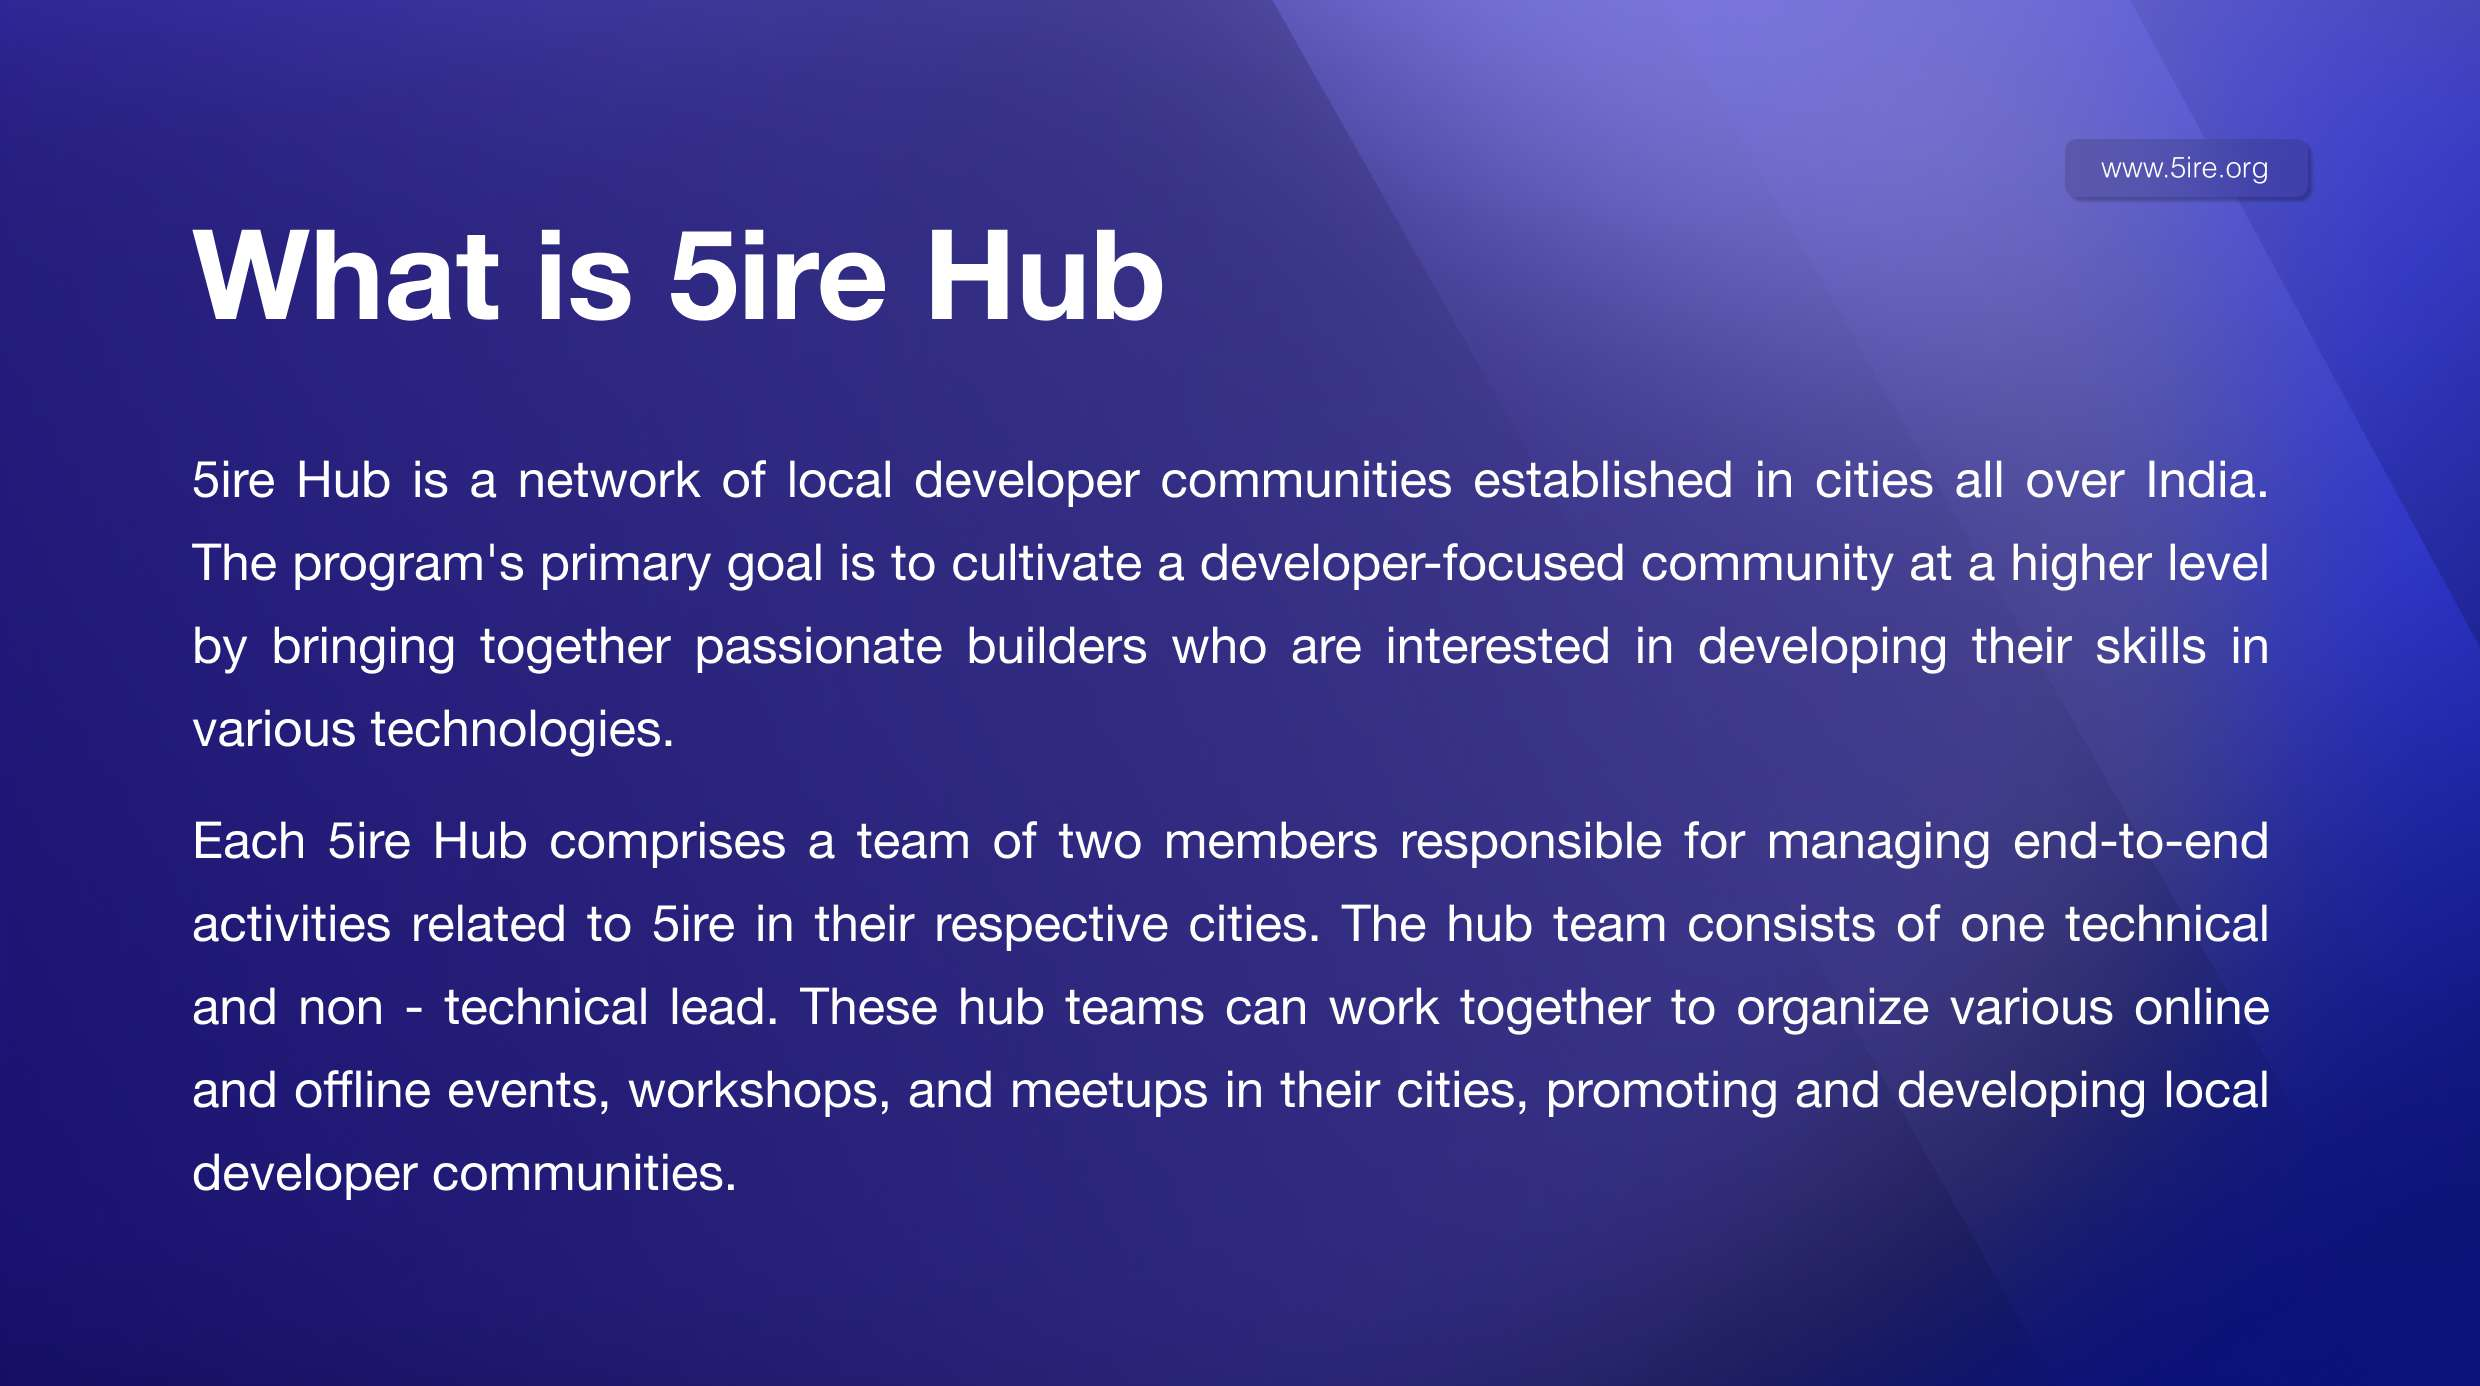 www.5ire.org
What is 5ire Hub
5ire Hub is a network of local developer communities established in cities all over India.
The program's primary goal is to cultivate a developer-focused community at a higher level
by bringing together passionate builders who are interested in developing their skills in
various technologies.
Each 5ire Hub comprises a team of two members responsible for managing end-to-end
activities related to 5ire in their respective cities. The hub team consists of one technical
and non - technical lead. These hub teams can work together to organize various online
and offline events, workshops, and meetups in their cities, promoting and developing local
developer communities.